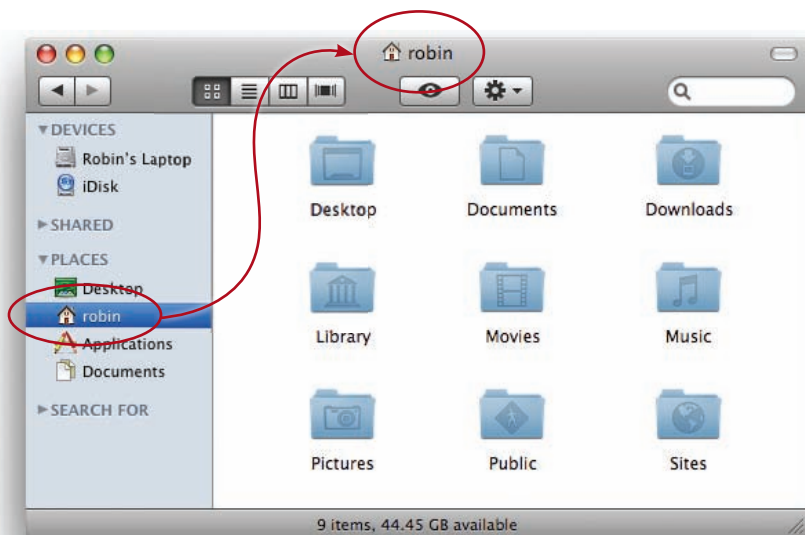 robin
DEVICES
Robin's Laptop
iDisk
SHARED
PLACES
Desktop
robin
Applications
Documents
SEARCH FOR
Desktop Documents Downloads
Library Movies Music
Pictures Public Sites
9 items, 44.45 GB available